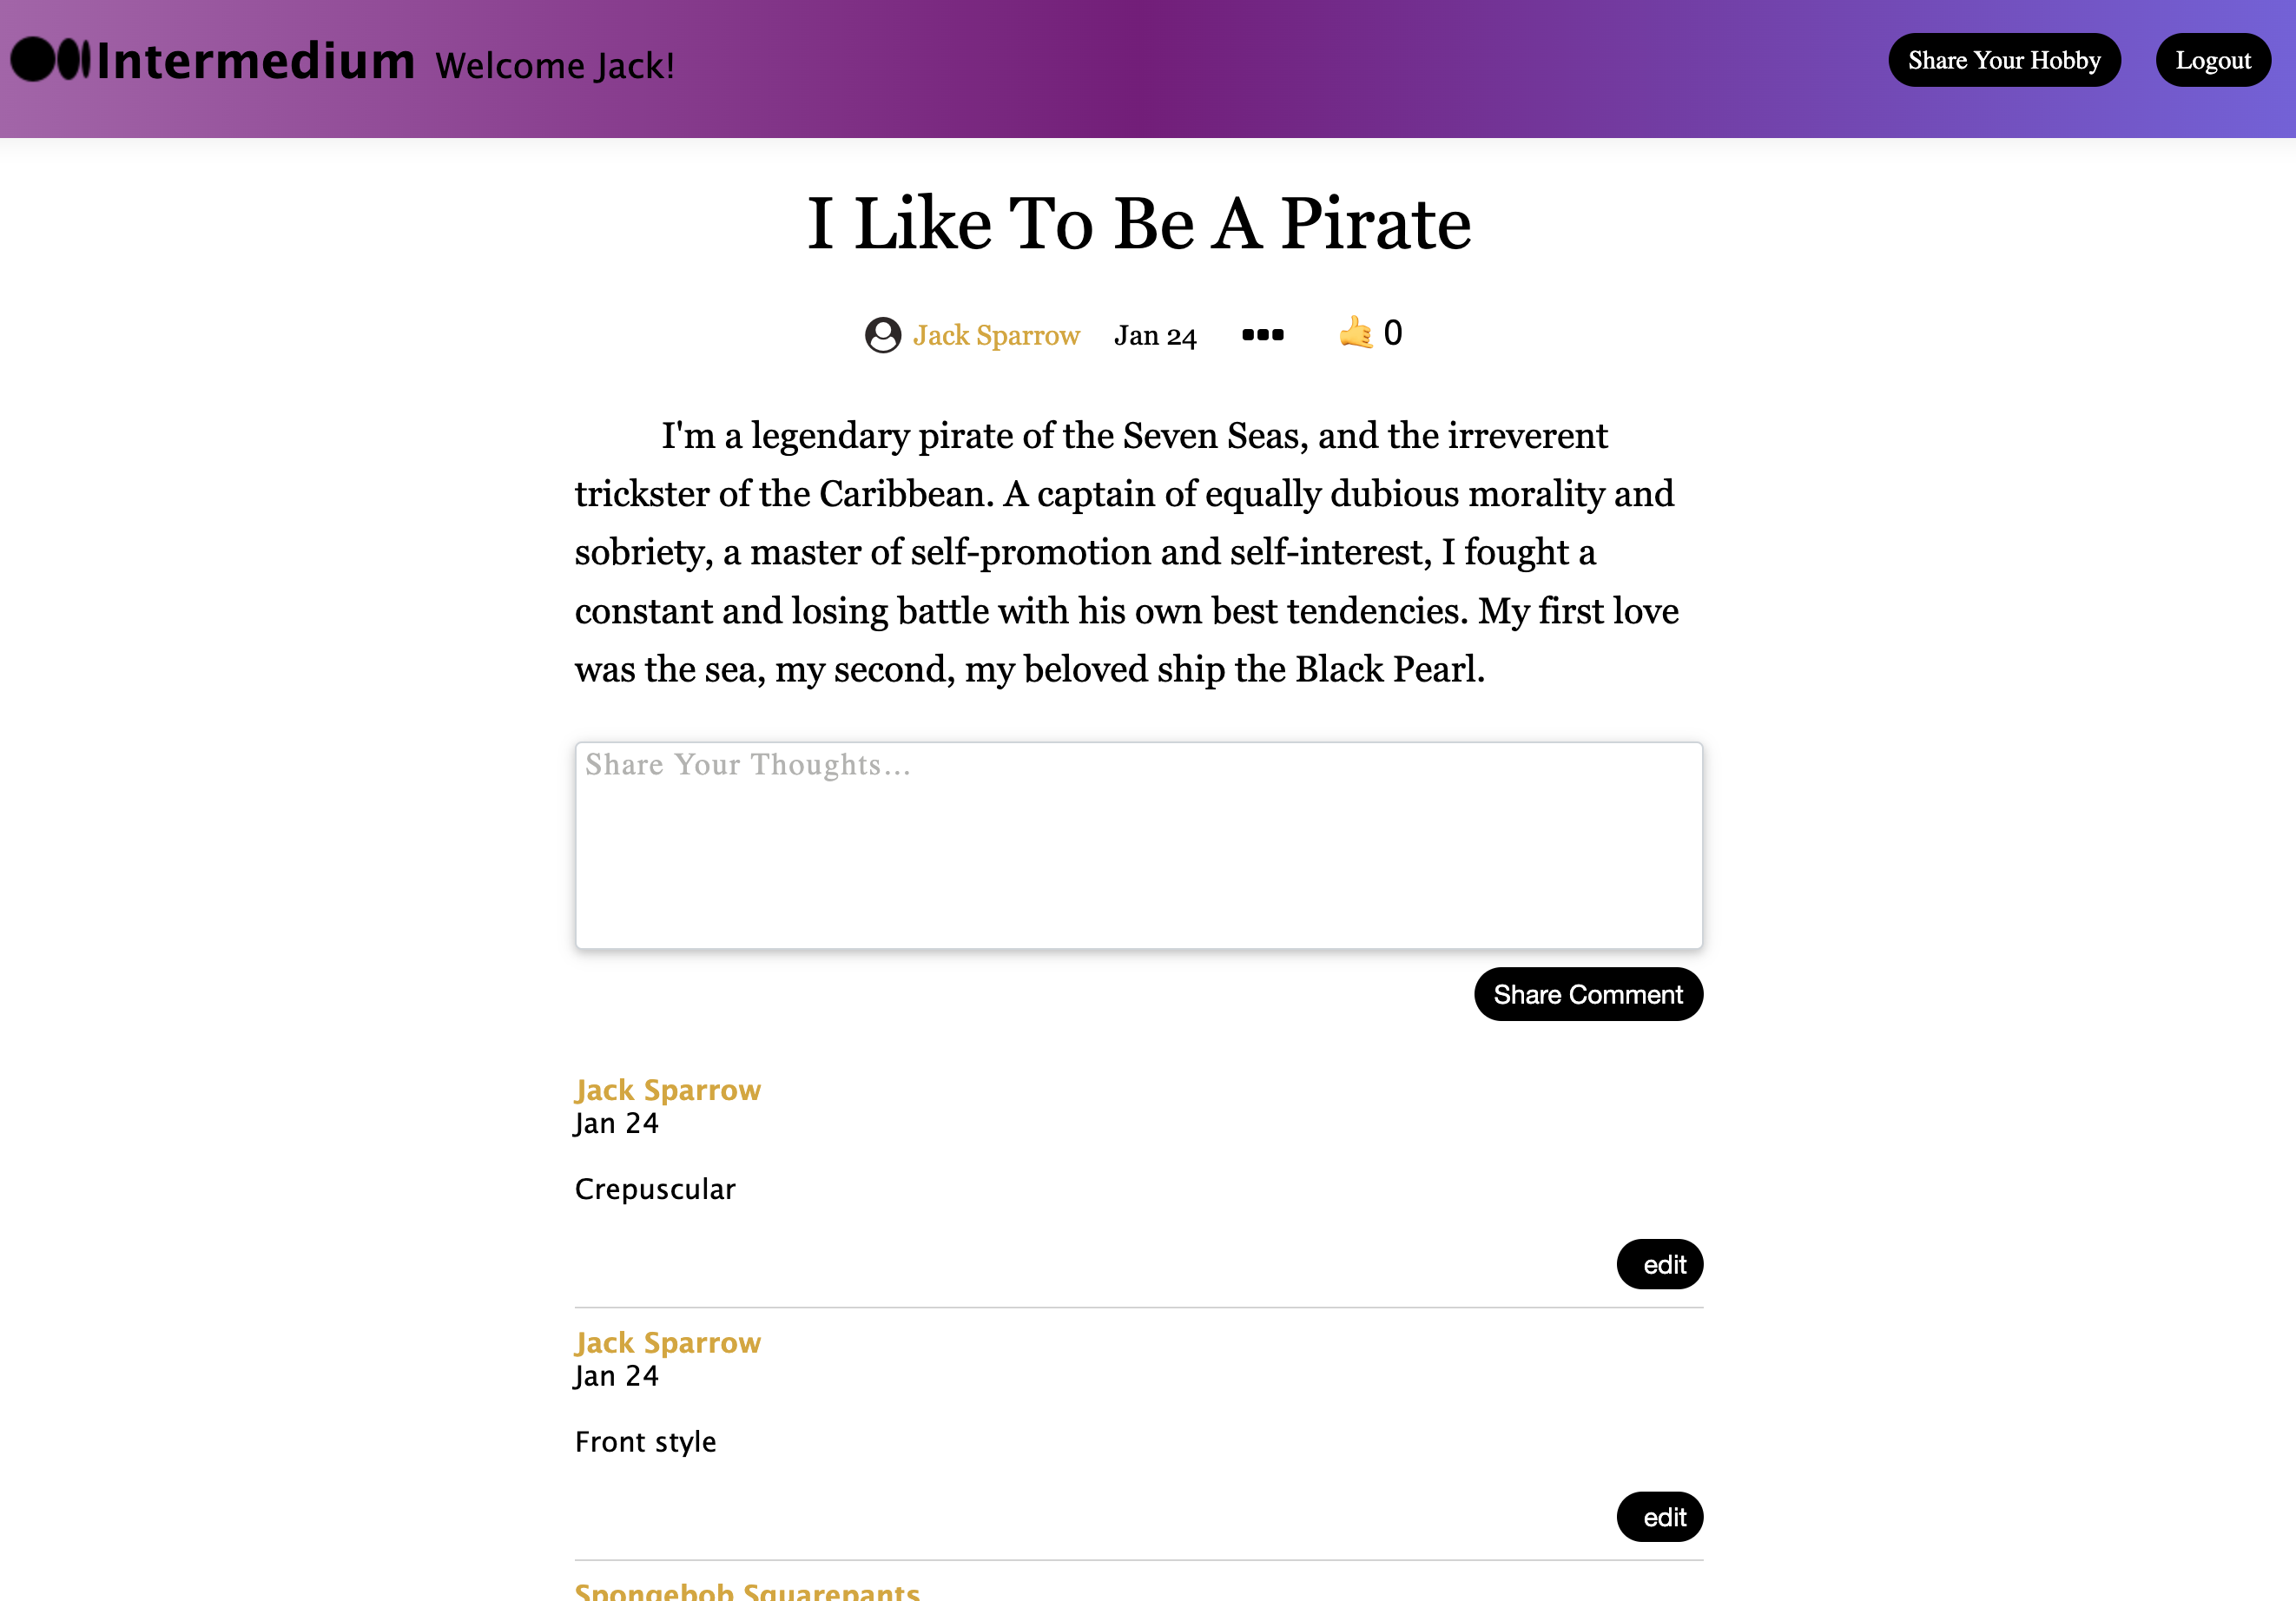 Intermedium Welcome Jack! Share Your Hobby Logout
I Like To Be A Pirate
Jack Sparrow Jan 24 ••• 🤙 0
I'm a legendary pirate of the Seven Seas, and the irreverent
trickster of the Caribbean. A captain of equally dubious morality and
sobriety, a master of self-promotion and self-interest, I fought a
constant and losing battle with his own best tendencies. My first love
was the sea, my second, my beloved ship the Black Pearl.
Share Your Thoughts...
Share Comment
Jack Sparrow
Jan 24
Crepuscular
edit
Jack Sparrow
Jan 24
Front style
edit
Spongebob Squarepants